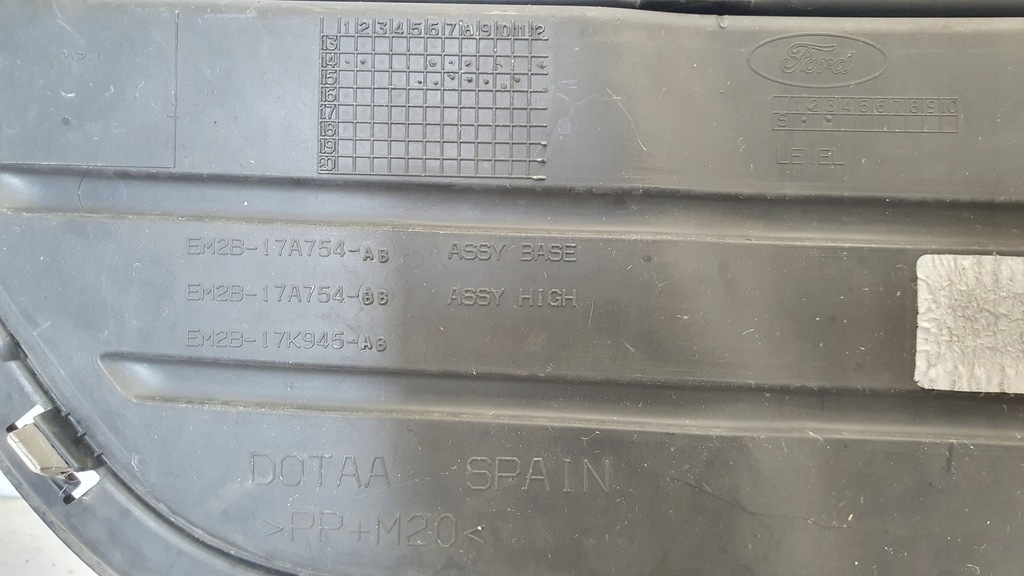 1 2 3 4 5 6 7 8 9 10 11 12
13
14
15
16
17
18
19
20
Ford
1 2 3 4 5 6 7 8 9 10
S
LEVEL
EM2B-17A754-AB ASSY BASE
EM2B-17A754-BB ASSY HIGH
EM2B-17K945-AB
DOTAA SPAIN
>PP+M20<